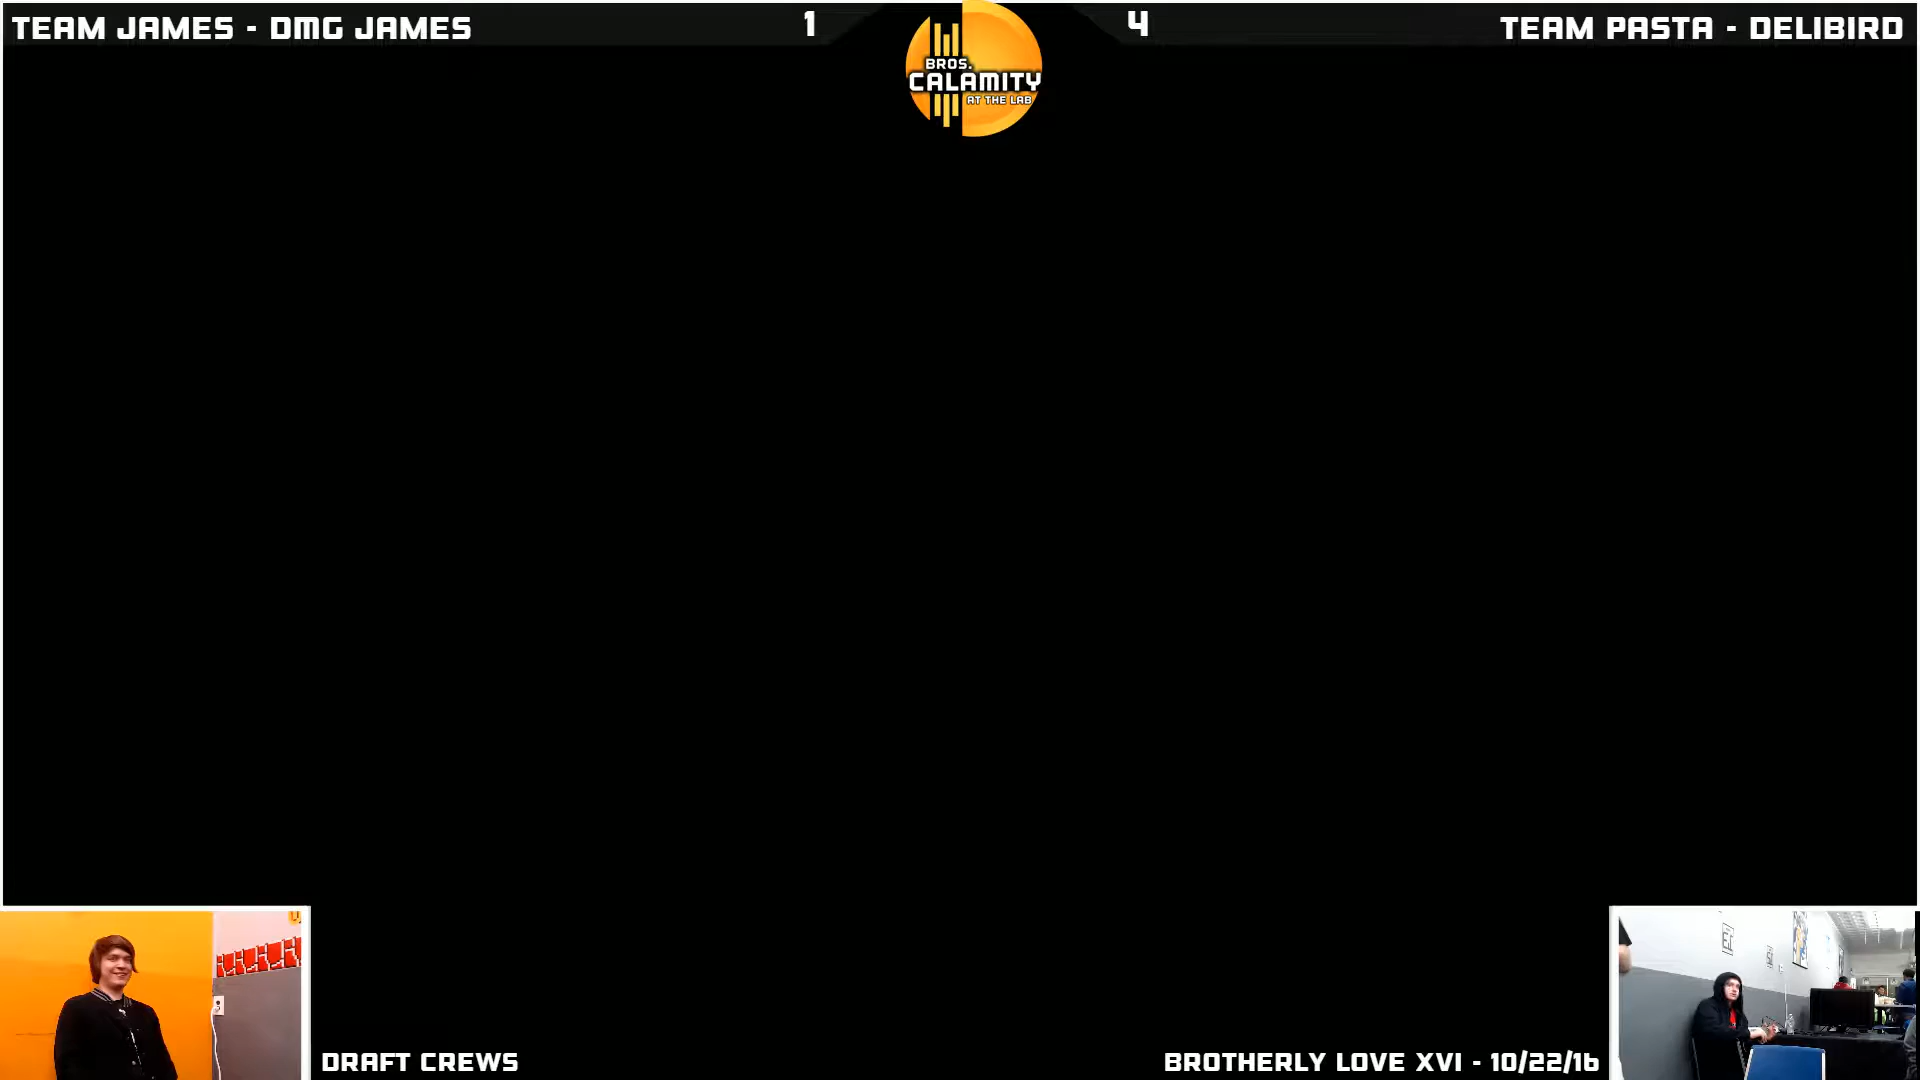 TEAM JAMES - DMG JAMES
1
4
TEAM PASTA - DELIBIRD
BROS.
CALAMITY
AT THE LAB
DRAFT CREWS
BROTHERLY LOVE XVI - 10/22/16